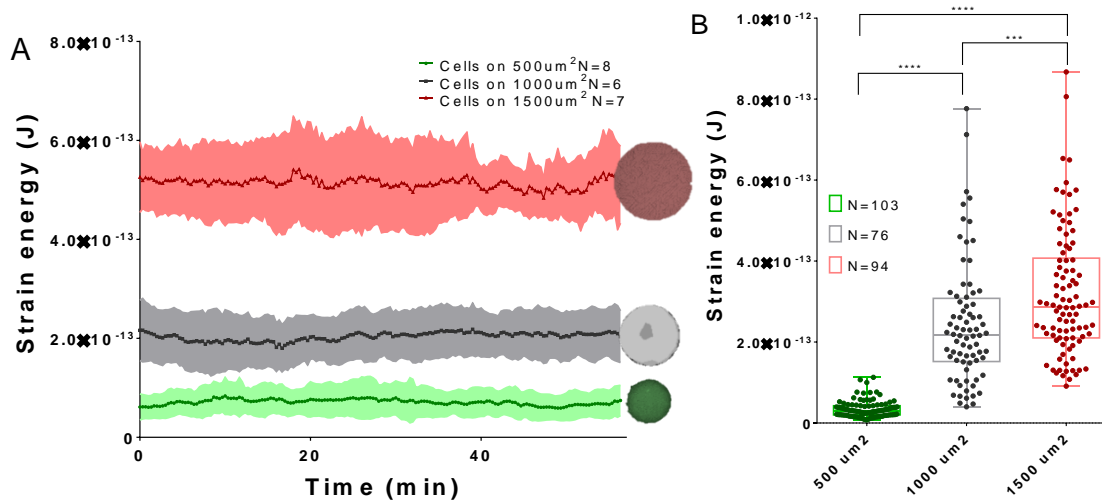 A
Strain energy (J)
8.0✖10 -13
6.0✖10 -13
4.0✖10 -13
2.0✖10 -13
0
0
20
40
Time (min)
Cells on 500um2N=8
Cells on 1000um2N=6
Cells on 1500um2N=7
B
Strain energy (J)
1.0✖10 -12
8.0✖10 -13
6.0✖10 -13
4.0✖10 -13
2.0✖10 -13
0
****
****
***
N=103
N=76
N=94
500 um2
1000 um2
1500 um2